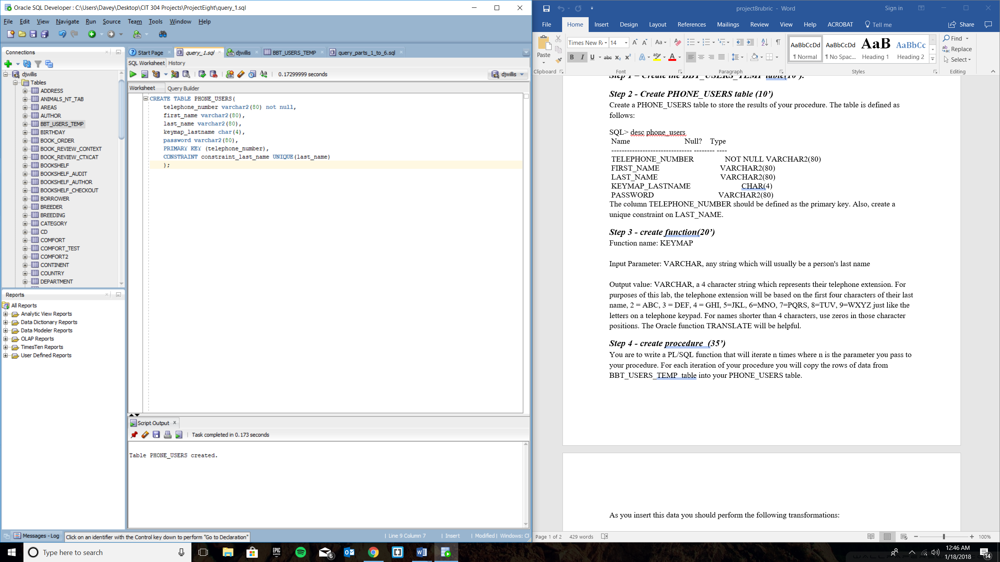 Oracle SQL Developer : C:\Users\Davey\Desktop\CIT 304 Projects\ProjectEight\query_1.sql
File Edit View Navigate Run Source Team Tools Window Help
Connections
djwillis
Tables
ADDRESS
ANIMALS_NT_TAB
AREAS
AUTHOR
BBT_USERS_TEMP
BIRTHDAY
BOOK_ORDER
BOOK_REVIEW_CONTEXT
BOOK_REVIEW_CTXCAT
BOOKSHELF
BOOKSHELF_AUDIT
BOOKSHELF_AUTHOR
BOOKSHELF_CHECKOUT
BORROWER
BREEDER
BREEDING
CATEGORY
CD
COMFORT
COMFORT_TEST
COMFORT2
CONTINENT
COUNTRY
DEPARTMENT
Reports
All Reports
Analytic View Reports
Data Dictionary Reports
Data Modeler Reports
OLAP Reports
TimesTen Reports
User Defined Reports
Start Page query_1.sql djwillis BBT_USERS_TEMP query_parts_1_to_6.sql
SQL Worksheet History
0.17299999 seconds
djwillis
Worksheet Query Builder
CREATE TABLE PHONE_USERS(
telephone_number varchar2(80) not null,
first_name varchar2(80),
last_name varchar2(80),
keymap_lastname char(4),
password varchar2(80),
PRIMARY KEY (telephone_number),
CONSTRAINT constraint_last_name UNIQUE(last_name)
);
Script Output x
Task completed in 0.173 seconds
Table PHONE_USERS created.
Messages - Log
Click on an identifier with the Control key down to perform "Go to Declaration"
Line 9 Column 7 Insert Modified Windows: CF
project8rubric - Word
Sign in
File Home Insert Design Layout References Mailings Review View Help ACROBAT Tell me Share
Paste
Clipboard
Times New R 14
B I U abc x₂ x²
Font
Paragraph
AaBbCcDd AaBbCcDd AaB AaBbCc
¶ Normal ¶ No Spac... Heading 1 Heading 2
Styles
Find
Replace
Select
Editing
Step 1 – Create the BBT_USERS_TEMP table(10').
Step 2 - Create PHONE_USERS table (10’)
Create a PHONE_USERS table to store the results of your procedure. The table is defined as
follows:
SQL> desc phone_users
Name Null? Type
------------------------------- -------- ----
TELEPHONE_NUMBER NOT NULL VARCHAR2(80)
FIRST_NAME VARCHAR2(80)
LAST_NAME VARCHAR2(80)
KEYMAP_LASTNAME CHAR(4)
PASSWORD VARCHAR2(80)
The column TELEPHONE_NUMBER should be defined as the primary key. Also, create a
unique constraint on LAST_NAME.
Step 3 - create function(20’)
Function name: KEYMAP
Input Parameter: VARCHAR, any string which will usually be a person's last name
Output value: VARCHAR, a 4 character string which represents their telephone extension. For
purposes of this lab, the telephone extension will be based on the first four characters of their last
name, 2 = ABC, 3 = DEF, 4 = GHI, 5=JKL, 6=MNO, 7=PQRS, 8=TUV, 9=WXYZ just like the
letters on a telephone keypad. For names shorter than 4 characters, use zeros in those character
positions. The Oracle function TRANSLATE will be helpful.
Step 4 - create procedure (35’)
You are to write a PL/SQL function that will iterate n times where n is the parameter you pass to
your procedure. For each iteration of your procedure you will copy the rows of data from
BBT_USERS_TEMP table into your PHONE_USERS table.
As you insert this data you should perform the following transformations:
Page 1 of 2 429 words
100%
Type here to search
EPIC GAMES
6
12:46 AM
1/18/2018
14